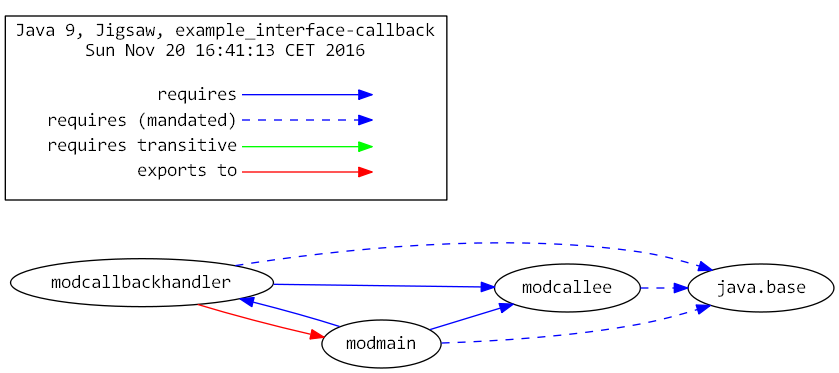 Java 9, Jigsaw, example_interface-callback
Sun Nov 20 16:41:13 CET 2016
requires
requires (mandated)
requires transitive
exports to
modcallbackhandler
modcallee
java.base
modmain